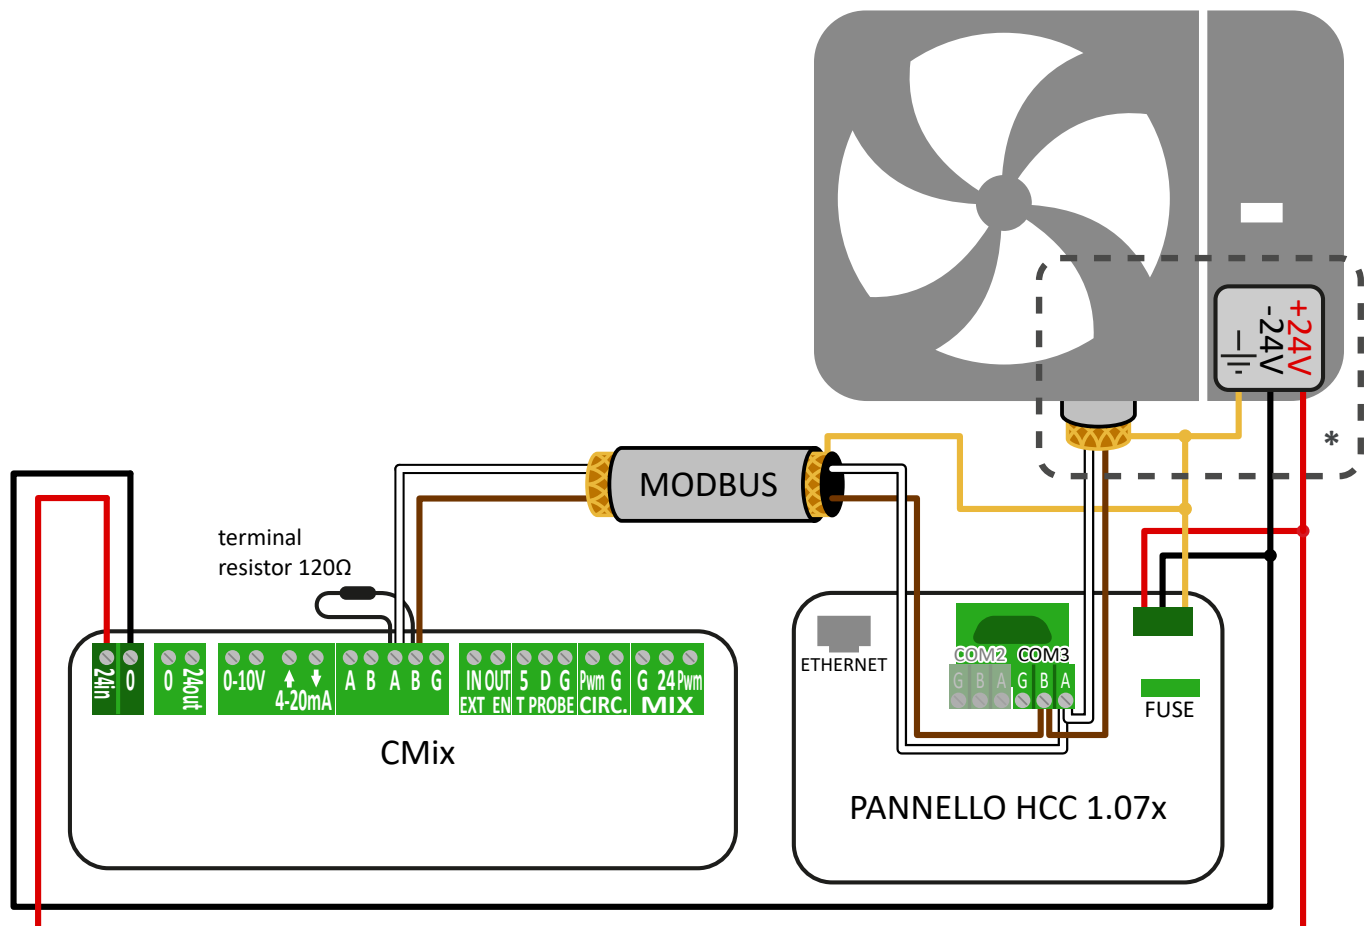 +24V
-24V
*
MODBUS
terminal
resistor 120Ω
24in 0 0 24out 0-10V 4-20mA A B A B G
IN OUT 5 D G Pwm G G 24 Pwm
EXT EN T PROBE CIRC. MIX
CMix
ETHERNET
COM2 COM3
G B A G B A
FUSE
PANNELLO HCC 1.07x